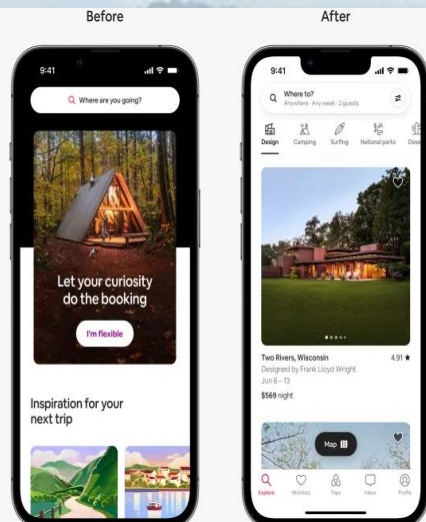 Before
After
9:41
Where are you going?
Let your curiosity
do the booking
I'm flexible
Inspiration for your
next trip
9:41
Where to?
Anywhere · Any week · 2 guests
Design
Camping
Surfing
National parks
Two Rivers, Wisconsin
4.91 ★
Designed by Frank Lloyd Wright
Jun 6 – 13
$569 night
Map
Explore
Wishlists
Trips
Inbox
Profile